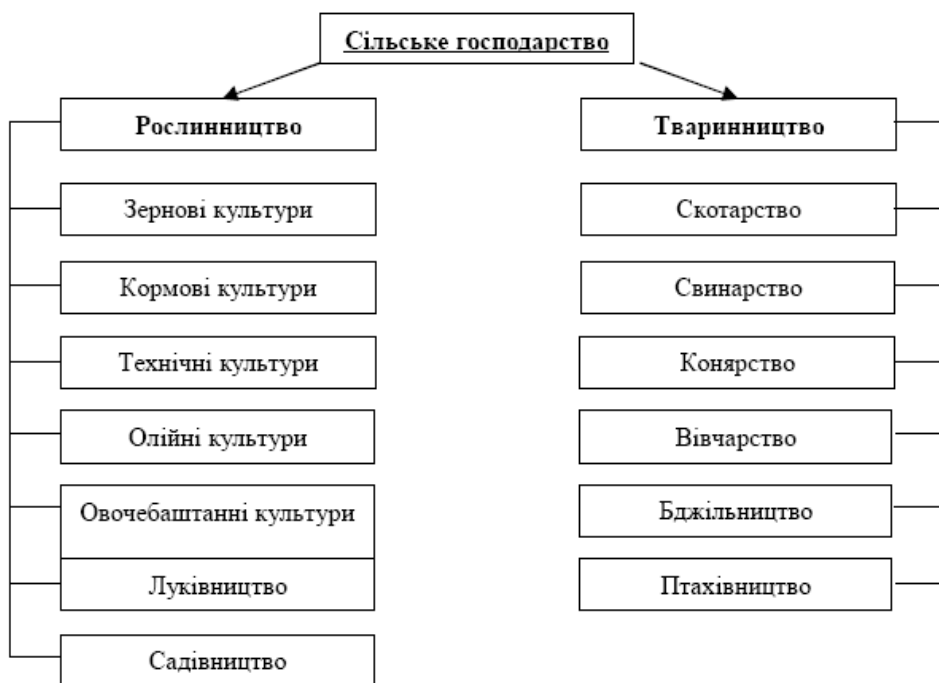 Сільське господарство
Рослинництво
Тваринництво
Зернові культури
Скотарство
Кормові культури
Свинарство
Технічні культури
Конярство
Олійні культури
Вівчарство
Овочебаштанні культури
Бджільництво
Луківництво
Птахівництво
Садівництво